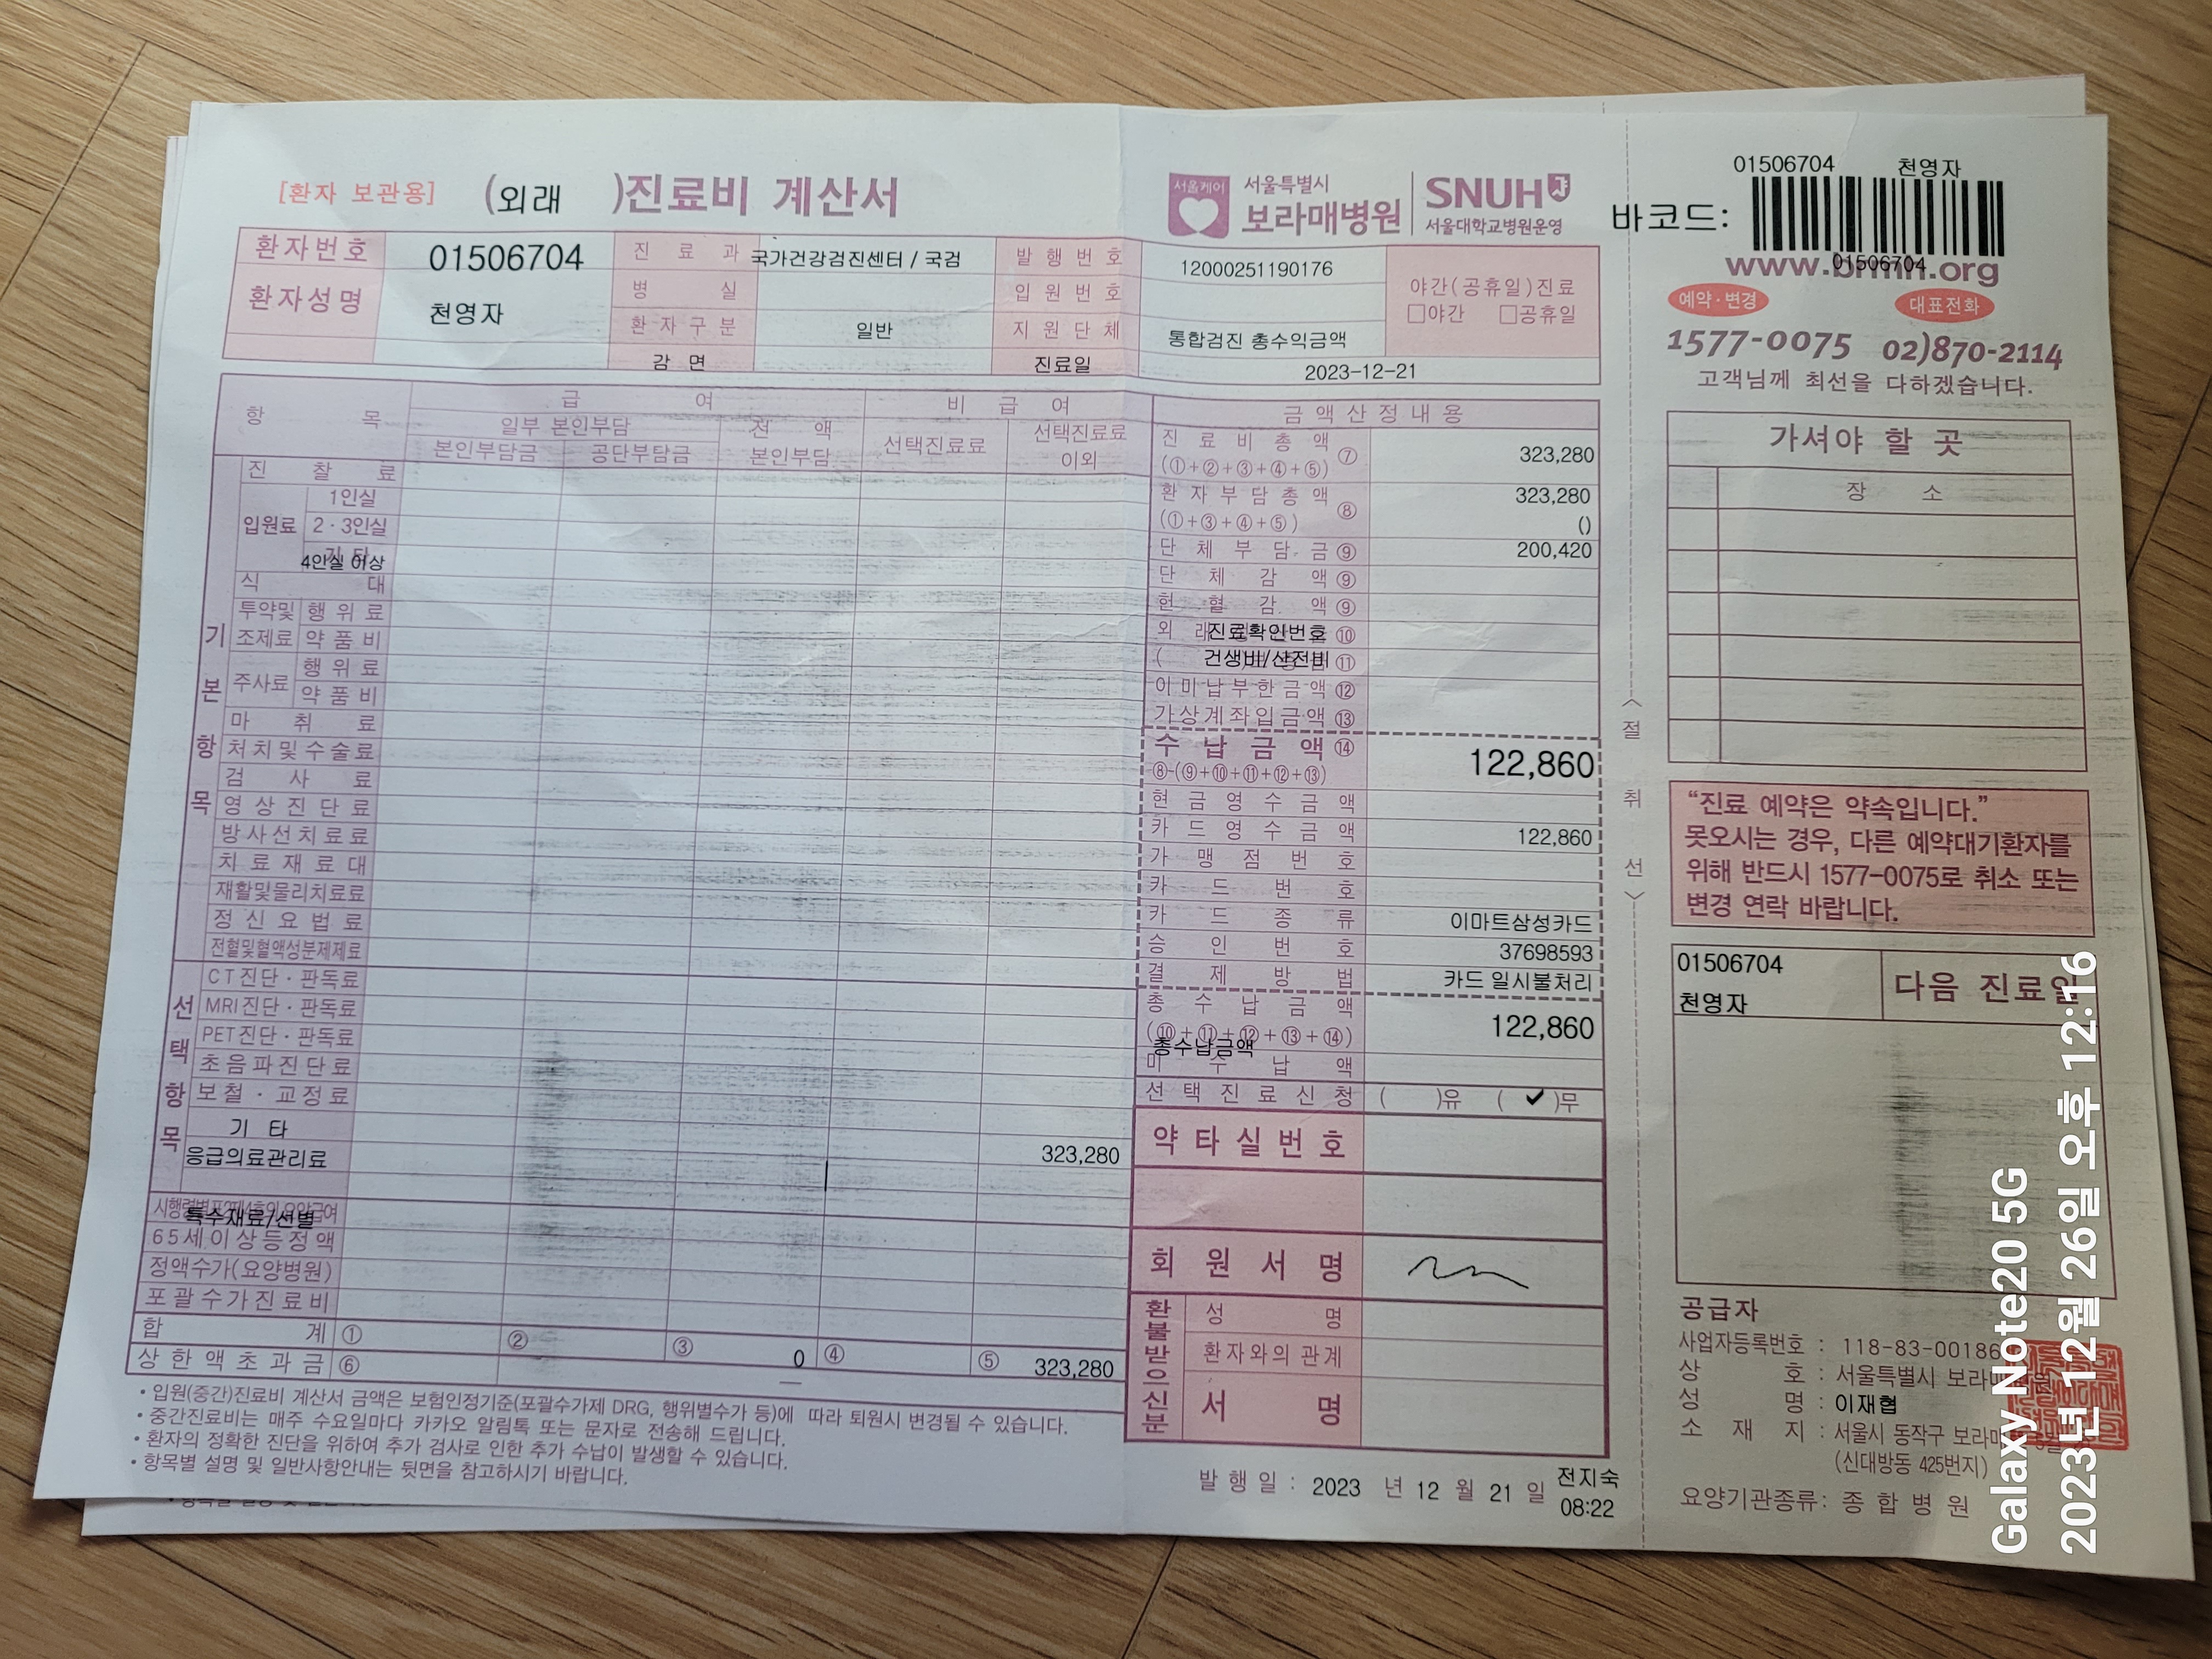 [환자 보관용] (외래 )진료비 계산서
서울케어 서울특별시 보라매병원 SNUH 서울대학교병원운영
환자번호 01506704 진료과 국가건강검진센터 / 국검 발행번호 12000251190176
환자성명 천영자 병실 입원번호 야간(공휴일)진료
□야간 □공휴일
환자구분 일반 지원단체 통합검진 총수익금액
감 면 진료일 2023-12-21
항목 급여 비급여
일부 본인부담 전액 본인부담 선택진료료 선택진료료 이외
본인부담금 공단부담금
기본항목
진찰료
입원료 1인실
2·3인실
4인실 이상
식대
투약및 조제료 행위료
약품비
주사료 행위료
약품비
마취료
처치및수술료
검사료
영상진단료
방사선치료료
치료재료대
재활및물리치료료
정신요법료
전혈및혈액성분제제료
선택항목
CT진단·판독료
MRI진단·판독료
PET진단·판독료
초음파진단료
보철·교정료
기 타
응급의료관리료 323,280
특수재료/선별
65세이상등정액
정액수가(요양병원)
포괄수가진료비
합계 ① ② ③ 0 ④ ⑤ 323,280
상한액초과금 ⑥
• 입원(중간)진료비 계산서 금액은 보험인정기준(포괄수가제 DRG, 행위별수가 등)에 따라 퇴원시 변경될 수 있습니다.
• 중간진료비는 매주 수요일마다 카카오 알림톡 또는 문자로 전송해 드립니다.
• 환자의 정확한 진단을 위하여 추가 검사로 인한 추가 수납이 발생할 수 있습니다.
• 항목별 설명 및 일반사항안내는 뒷면을 참고하시기 바랍니다.
금액산정내용
진료비총액 ⑦ 323,280
(①+②+③+④+⑤)
환자부담총액 ⑧ 323,280
(①+③+④+⑤) ()
단체부담금 ⑨ 200,420
단체감액 ⑨
헌혈감액 ⑨
진료확인번호 ⑩
건생비/산전비 ⑪
이미납부한금액 ⑫
가상계좌입금액 ⑬
수납금액 ⑭ 122,860
⑧-(⑨+⑩+⑪+⑫+⑬)
현금영수금액
카드영수금액 122,860
가맹점번호
카드번호
카드종류 이마트삼성카드
승인번호 37698593
결제방법 카드 일시불처리
총수납금액 122,860
(⑩+⑪+⑫+⑬+⑭)
총수납금액
미수납액
선택진료신청 ( )유 ( ✔ )무
약타실번호
회원서명
환불받으신분 성명
환자와의 관계
서명
발행일 : 2023 년 12 월 21 일 전지숙
08:22
01506704 천영자
바코드:
01506704
예약·변경 대표전화
1577-0075 02)870-2114
고객님께 최선을 다하겠습니다.
가셔야 할 곳
장소
<절취선>
“진료 예약은 약속입니다.”
못오시는 경우, 다른 예약대기환자를
위해 반드시 1577-0075로 취소 또는
변경 연락 바랍니다.
01506704 다음 진료일
천영자
공급자
사업자등록번호 : 118-83-00186
상호 : 서울특별시
성명 : 이재협
소재지 : 서울시 동작구
(신대방동 425번지)
요양기관종류 : 종합병원
Galaxy Note20 5G
2023년 12월 26일 오후 12:16